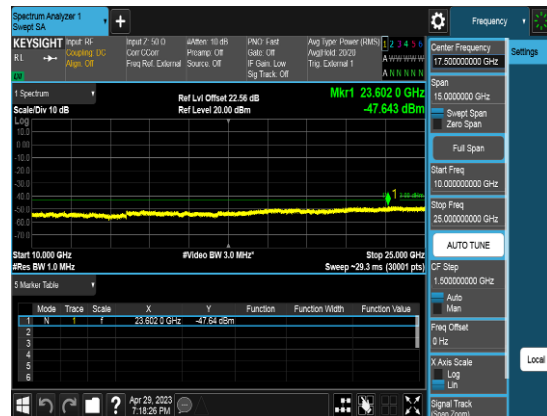 Spectrum Analyzer 1
Swept SA
Frequency
KEYSIGHT
Input: RF
Coupling: DC
Align: Off
Input Z: 50 Ω
Corr CCorr
Freq Ref: External
#Atten: 10 dB
Preamp: Off
Source: Off
PNO: Fast
Gate: Off
IF Gain: Low
Sig Track: Off
Avg Type: Power (RMS)
Avg|Hold: 20/20
Trig: External 1
1 2 3 4 5 6
A W W W W W
A N N N N N
1 Spectrum
Scale/Div 10 dB
Ref Lvl Offset 22.56 dB
Ref Level 20.00 dBm
Mkr1 23.602 0 GHz
-47.643 dBm
Log
10.0
0.00
-10.0
-20.0
-30.0
-40.0
-50.0
-60.0
-70.0
1
Start 10.000 GHz
#Res BW 1.0 MHz
#Video BW 3.0 MHz*
Stop 25.000 GHz
Sweep ~29.3 ms (30001 pts)
5 Marker Table
Mode Trace Scale X Y Function Function Width Function Value
1 N 1 f 23.602 0 GHz -47.64 dBm
2
3
4
5
6
Apr 29, 2023
7:18:26 PM
Center Frequency
17.500000000 GHz
Settings
Span
15.0000000 GHz
Swept Span
Zero Span
Full Span
Start Freq
10.000000000 GHz
Stop Freq
25.000000000 GHz
AUTO TUNE
CF Step
1.500000000 GHz
Auto
Man
Freq Offset
0 Hz
X Axis Scale
Log
Lin
Local
Signal Track
(Span Zoom)